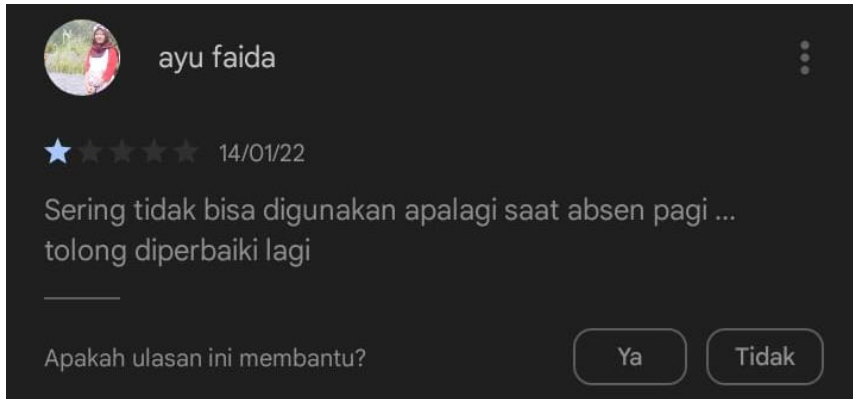 ayu faida
14/01/22
Sering tidak bisa digunakan apalagi saat absen pagi ...
tolong diperbaiki lagi
Apakah ulasan ini membantu?
Ya
Tidak